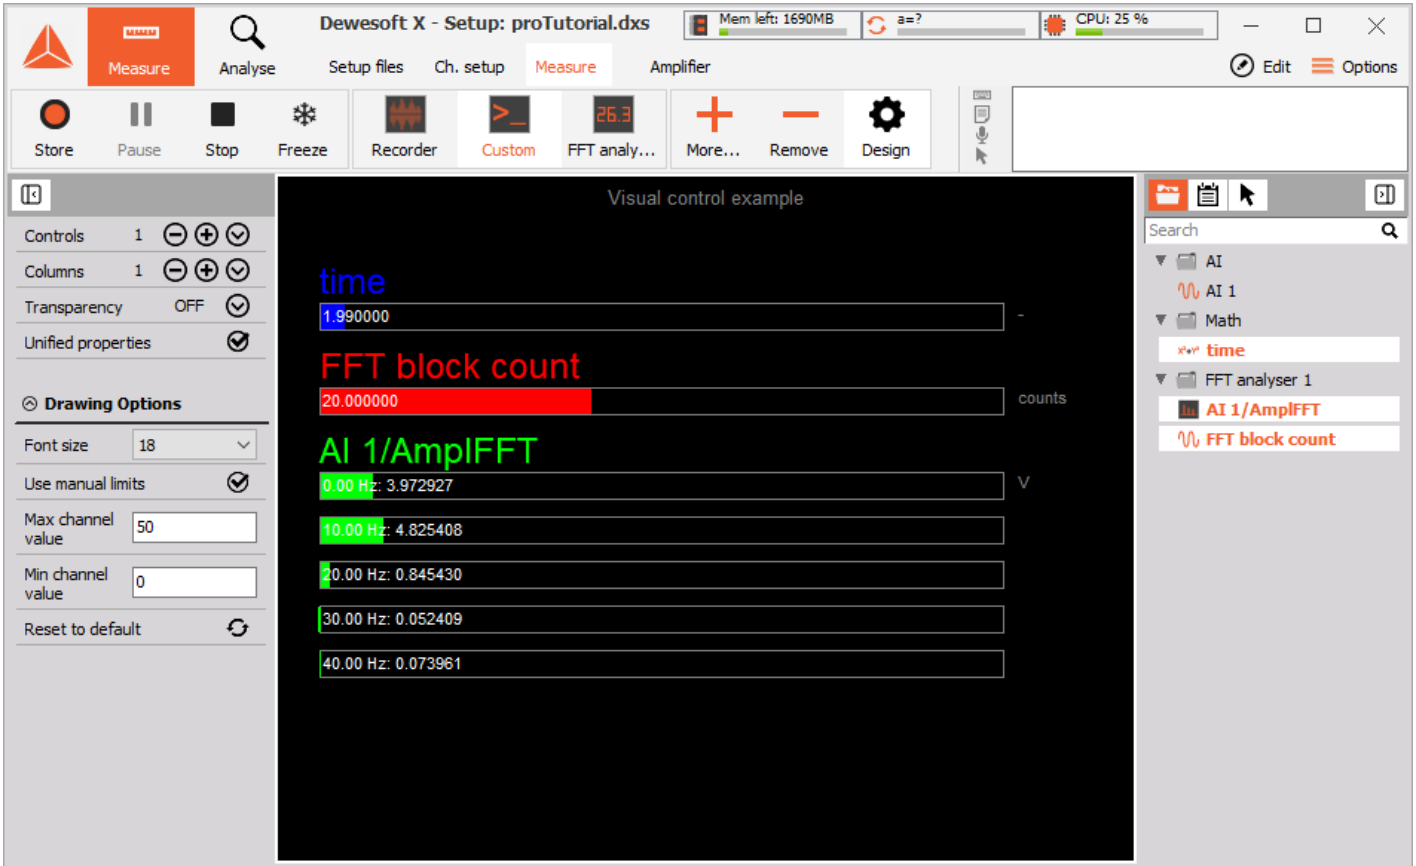 Dewesoft X - Setup: proTutorial.dxs
Mem left: 1690MB
a=?
CPU: 25 %
Measure
Analyse
Setup files
Ch. setup
Measure
Amplifier
Edit
Options
Store
Pause
Stop
Freeze
Recorder
Custom
26.3
FFT analy...
More...
Remove
Design
Controls 1
Columns 1
Transparency OFF
Unified properties
Drawing Options
Font size 18
Use manual limits
Max channel
value
50
Min channel
value
0
Reset to default
Visual control example
time
1.990000 -
FFT block count
20.000000 counts
AI 1/AmplFFT
0.00 Hz: 3.972927 V
10.00 Hz: 4.825408
20.00 Hz: 0.845430
30.00 Hz: 0.052409
40.00 Hz: 0.073961
Search
AI
AI 1
Math
time
FFT analyser 1
AI 1/AmplFFT
FFT block count